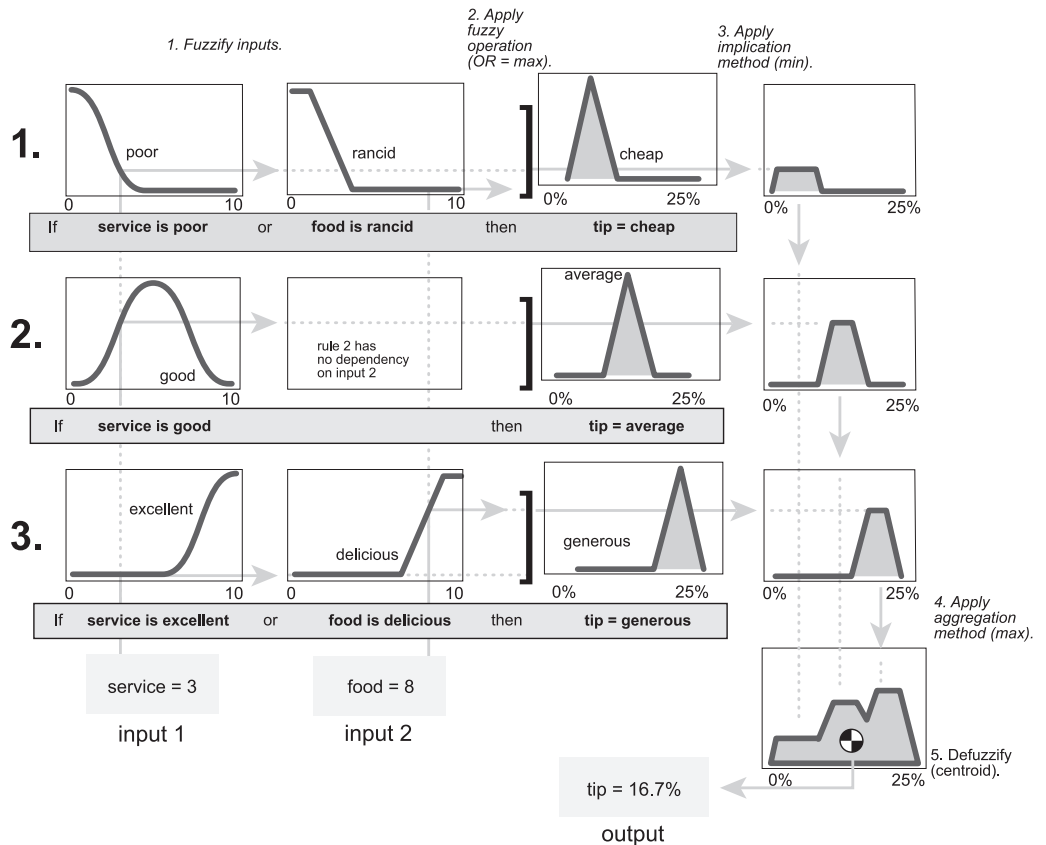 1. Fuzzify inputs.
2. Apply
fuzzy
operation
(OR = max).
3. Apply
implication
method (min).
1.
poor
0 10
rancid
0 10
cheap
0% 25%
0% 25%
If service is poor or food is rancid then tip = cheap
2.
good
0 10
rule 2 has
no dependency
on input 2
average
0% 25%
0% 25%
If service is good then tip = average
3.
excellent
0 10
delicious
0 10
generous
0% 25%
0% 25%
If service is excellent or food is delicious then tip = generous
4. Apply
aggregation
method (max).
service = 3
input 1
food = 8
input 2
0% 25%
5. Defuzzify
(centroid).
tip = 16.7%
output